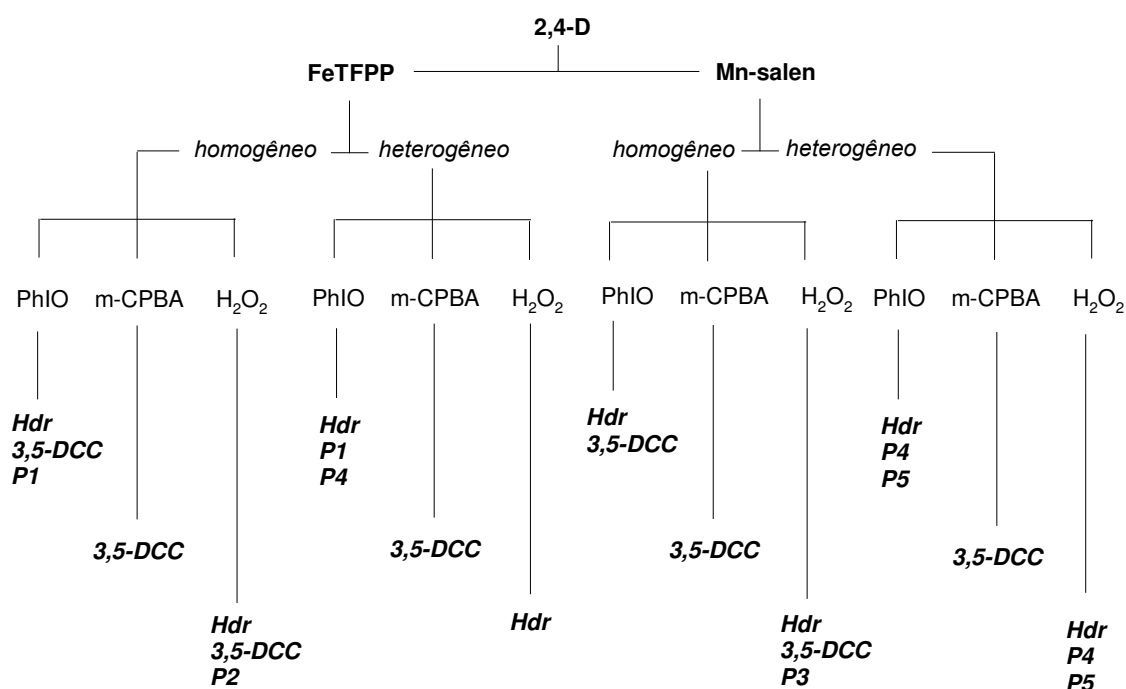 2,4-D
FeTFPP
Mn-salen
homogêneo
heterogêneo
homogêneo
heterogêneo
PhIO
m-CPBA
H₂O₂
PhIO
m-CPBA
H₂O₂
PhIO
m-CPBA
H₂O₂
PhIO
m-CPBA
H₂O₂
Hdr
3,5-DCC
P1
3,5-DCC
Hdr
3,5-DCC
P2
Hdr
P1
P4
3,5-DCC
Hdr
Hdr
3,5-DCC
3,5-DCC
Hdr
3,5-DCC
P3
Hdr
P4
P5
3,5-DCC
Hdr
P4
P5